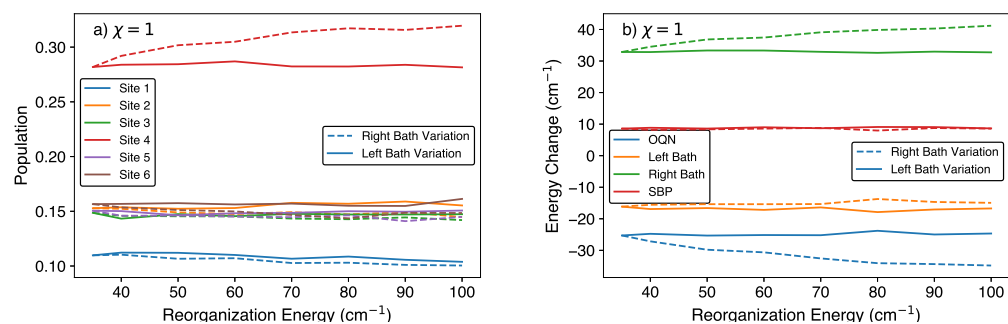 a) χ = 1
Population
0.30
0.25
0.20
0.15
0.10
Site 1
Site 2
Site 3
Site 4
Site 5
Site 6
Right Bath Variation
Left Bath Variation
40 50 60 70 80 90 100
Reorganization Energy (cm⁻¹)
b) χ = 1
Energy Change (cm⁻¹)
40
30
20
10
0
−10
−20
−30
OQN
Left Bath
Right Bath
SBP
Right Bath Variation
Left Bath Variation
40 50 60 70 80 90 100
Reorganization Energy (cm⁻¹)